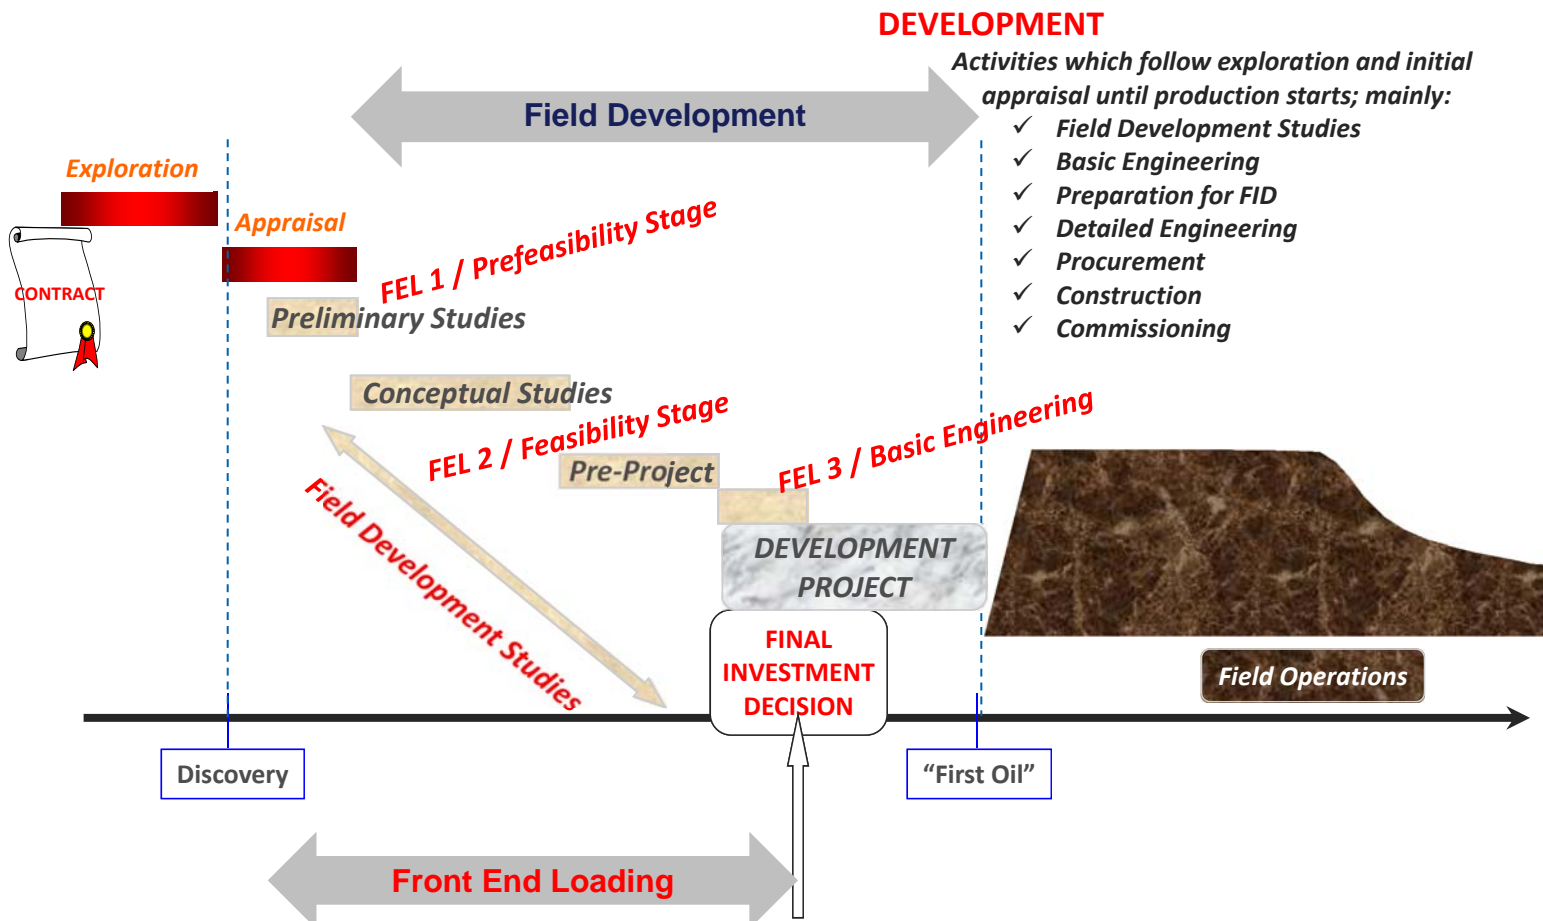 DEVELOPMENT
Activities which follow exploration and initial
appraisal until production starts; mainly:
✓ Field Development Studies
✓ Basic Engineering
✓ Preparation for FID
✓ Detailed Engineering
✓ Procurement
✓ Construction
✓ Commissioning
Field Development
Exploration
Appraisal
CONTRACT
FEL 1 / Prefeasibility Stage
Preliminary Studies
Conceptual Studies
FEL 2 / Feasibility Stage
Pre-Project
FEL 3 / Basic Engineering
Field Development Studies
DEVELOPMENT
PROJECT
FINAL
INVESTMENT
DECISION
Field Operations
Discovery
“First Oil”
Front End Loading